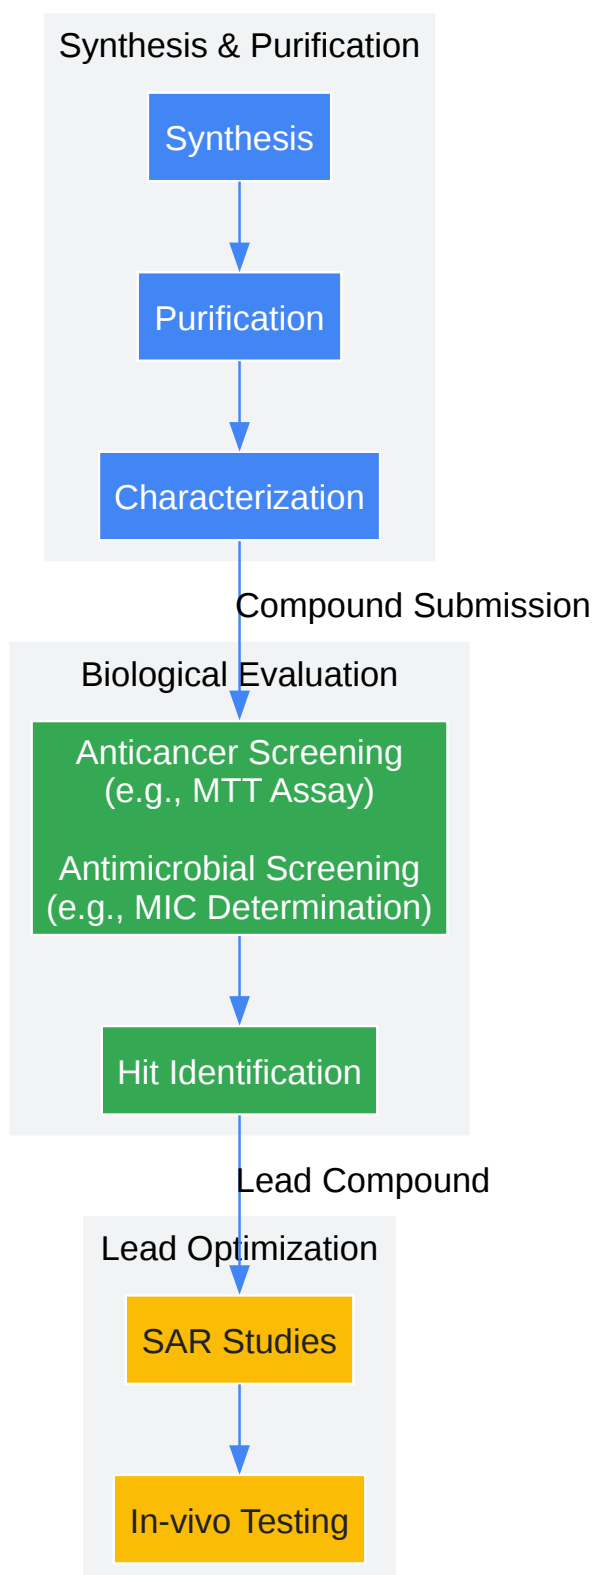 Synthesis & Purification
Synthesis
Purification
Characterization
Compound Submission
Biological Evaluation
Anticancer Screening
(e.g., MTT Assay)
Antimicrobial Screening
(e.g., MIC Determination)
Hit Identification
Lead Compound
Lead Optimization
SAR Studies
In-vivo Testing